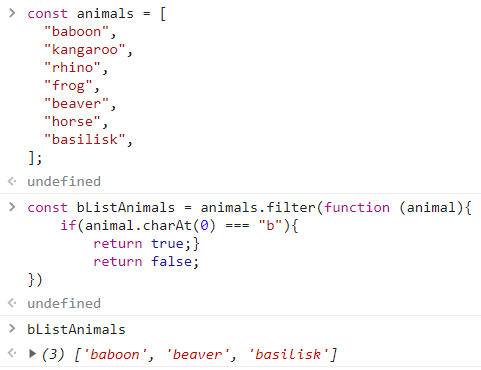 const animals = [
"baboon",
"kangaroo",
"rhino",
"frog",
"beaver",
"horse",
"basilisk",
];
undefined
const bListAnimals = animals.filter(function (animal){
if(animal.charAt(0) === "b"){
return true;}
return false;
})
undefined
bListAnimals
(3) ['baboon', 'beaver', 'basilisk']